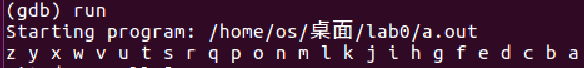 (gdb) run
Starting program: /home/os/桌面/lab0/a.out
z y x w v u t s r q p o n m l k j i h g f e d c b a